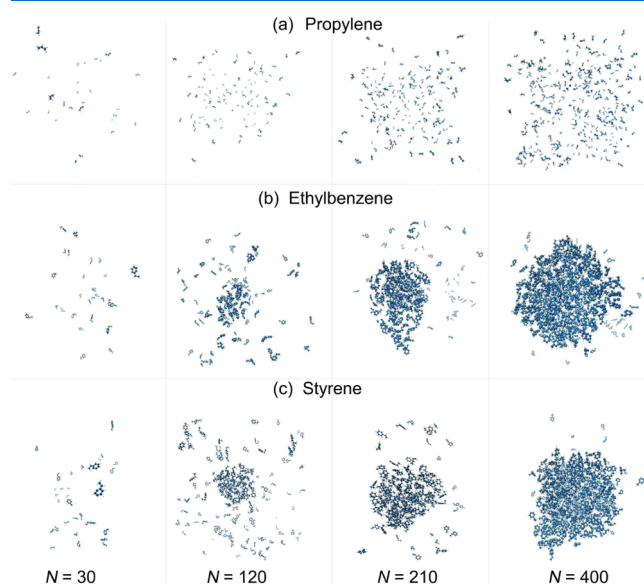 (a) Propylene
(b) Ethylbenzene
(c) Styrene
N = 30 N = 120 N = 210 N = 400